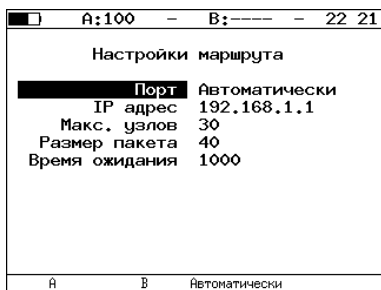 A:100 – B:---- – 22 21
Настройки маршрута
Порт Автоматически
IP адрес 192.168.1.1
Макс. узлов 30
Размер пакета 40
Время ожидания 1000
A B Автоматически